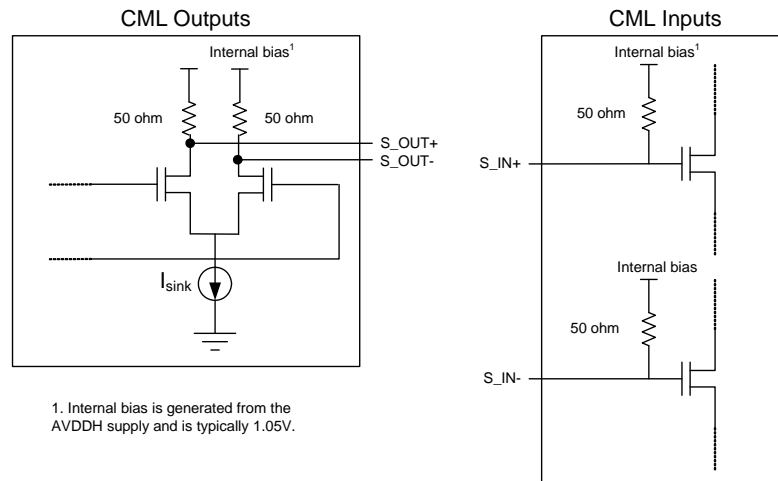 CML Outputs
Internal bias1
50 ohm
50 ohm
S_OUT+
S_OUT-
Isink
1. Internal bias is generated from the
AVDDH supply and is typically 1.05V.
CML Inputs
Internal bias1
50 ohm
S_IN+
Internal bias
50 ohm
S_IN-